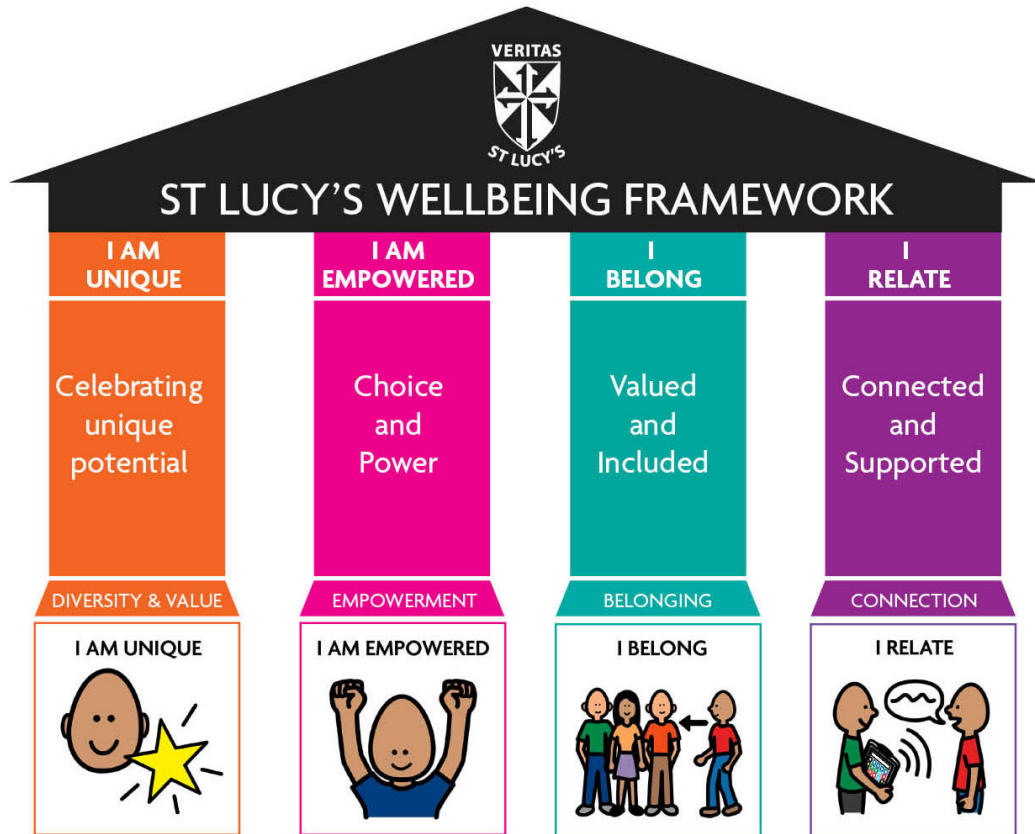 VERITAS
ST LUCY'S
ST LUCY'S WELLBEING FRAMEWORK
I AM
UNIQUE
Celebrating
unique
potential
DIVERSITY & VALUE
I AM UNIQUE
I AM
EMPOWERED
Choice
and
Power
EMPOWERMENT
I AM EMPOWERED
I
BELONG
Valued
and
Included
BELONGING
I BELONG
I
RELATE
Connected
and
Supported
CONNECTION
I RELATE